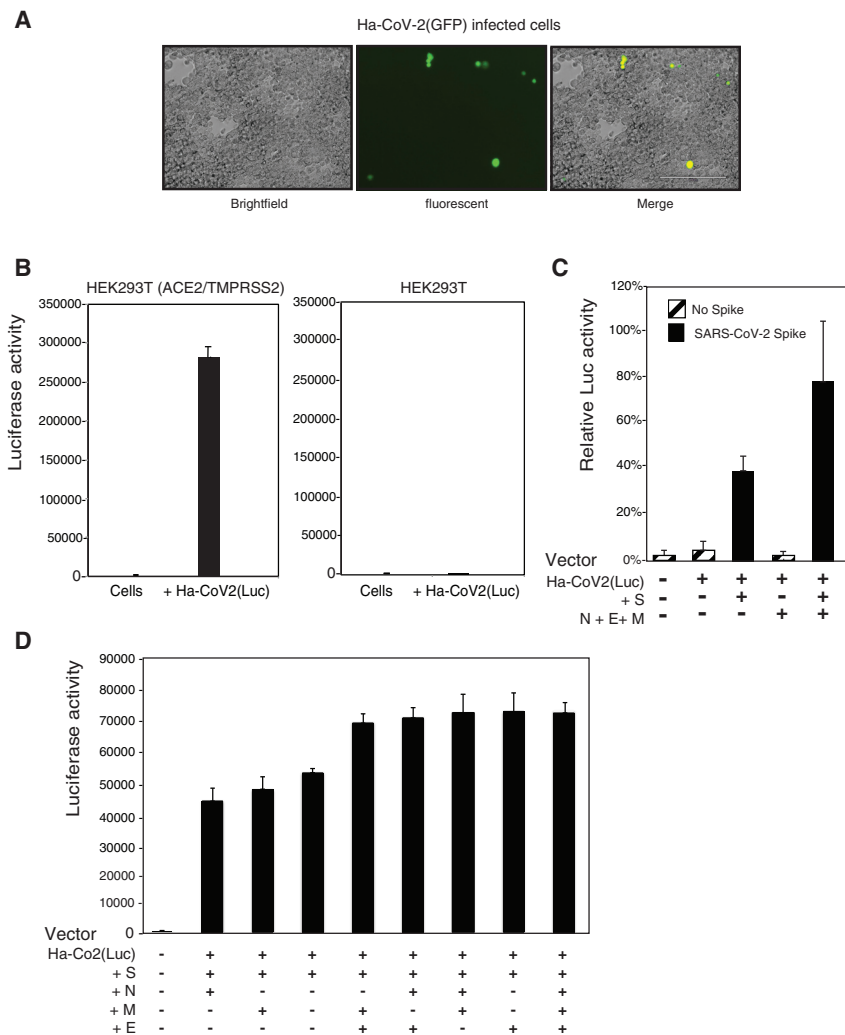 A
Ha-CoV-2(GFP) infected cells
Brightfield
fluorescent
Merge
B
HEK293T (ACE2/TMPRSS2)
Luciferase activity
350000
300000
250000
200000
150000
100000
50000
0
Cells
+ Ha-CoV2(Luc)
HEK293T
350000
300000
250000
200000
150000
100000
50000
0
Cells
+ Ha-CoV2(Luc)
C
Relative Luc activity
120%
100%
80%
60%
40%
20%
0%
No Spike
SARS-CoV-2 Spike
Vector
Ha-CoV2(Luc) - + + + +
+ S - - + - +
N + E+ M - - - + +
D
Luciferase activity
90000
80000
70000
60000
50000
40000
30000
20000
10000
0
Vector
Ha-Co2(Luc) - + + + + + + + +
+ S - + + + + + + + +
+ N - + - - - + + - +
+ M - - + - + - + - +
+ E - - - - + + - + +